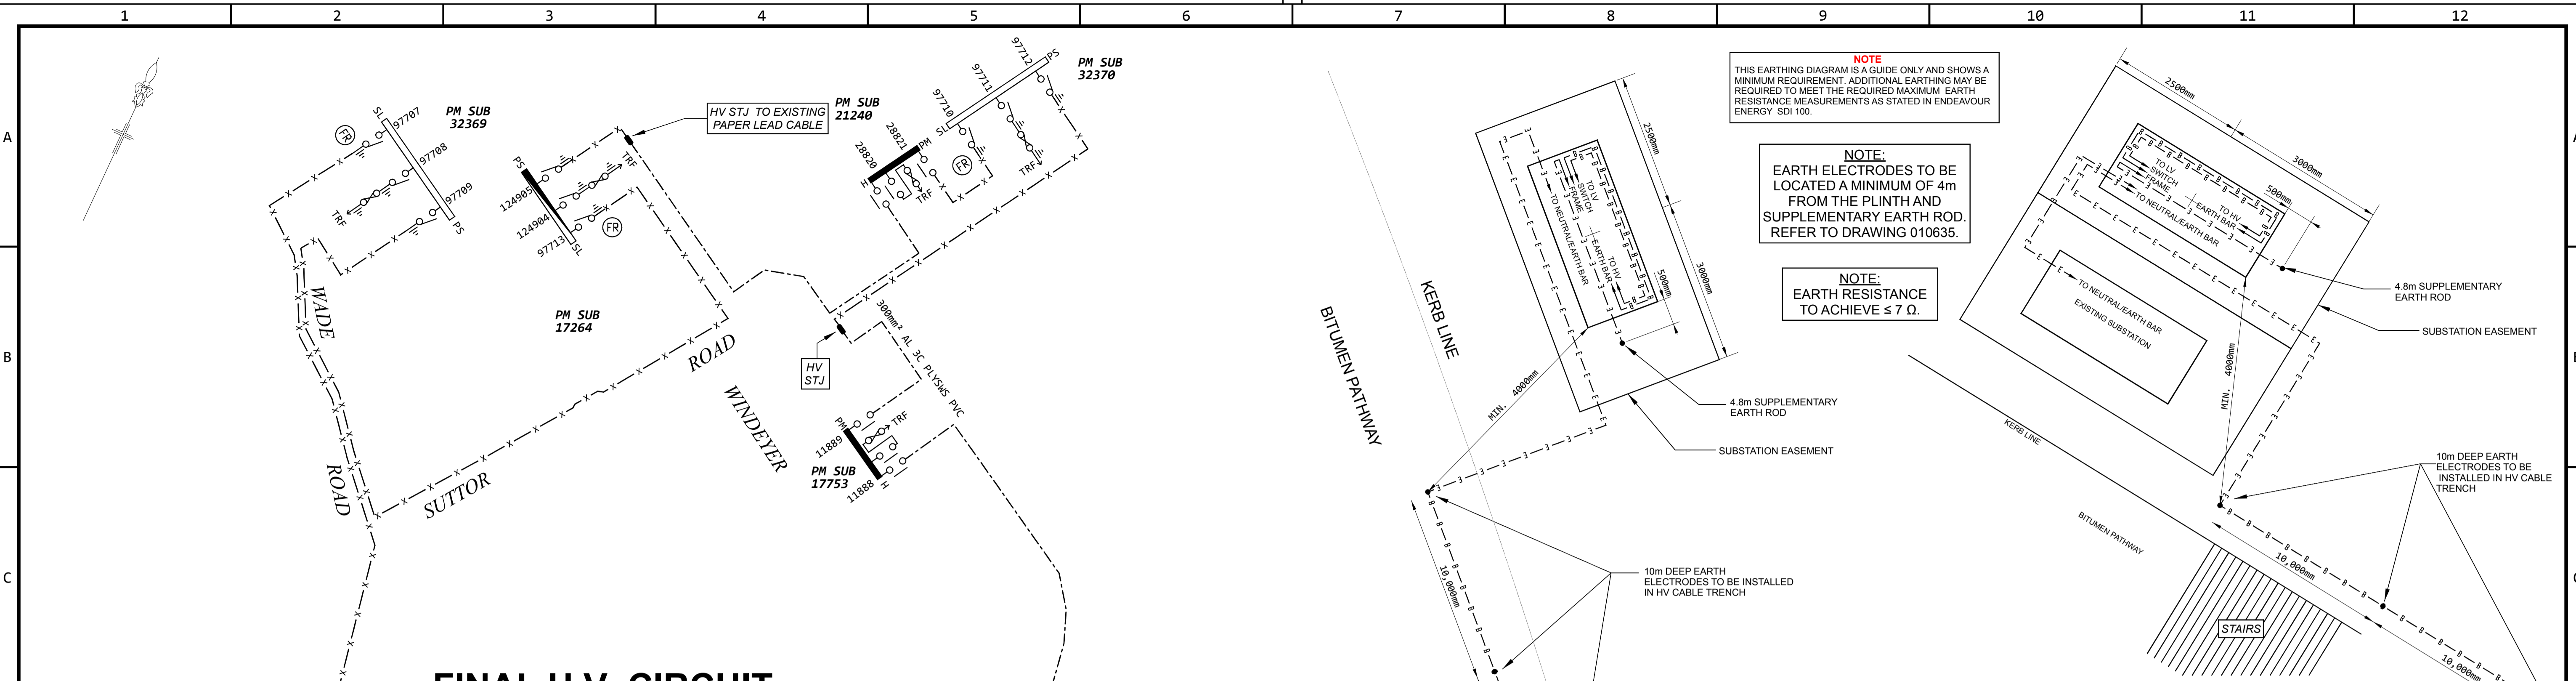 1 2 3 4 5 6 7 8 9 10 11 12
A
B
C
FR
SL
97707
97708
97709
PS
TRF
PM SUB
32369
HV STJ TO EXISTING
PAPER LEAD CABLE
PS
124905
124904
97713
SL
TRF
FR
PM SUB
17264
PM SUB
21240
28821
28820
PM
H
TRF
FR
PM SUB
32370
97712
97711
97710
PS
SL
TRF
WADE
ROAD
SUTTOR
ROAD
WINDEYER
HV
STJ
300mm² AL 3C PLYSWS PVC
PM
11889
11888
H
TRF
PM SUB
17753
FINAL H.V. CIRCUIT
BITUMEN PATHWAY
KERB LINE
2500mm
3000mm
500mm
TO LV
SWITCH
FRAME
TO NEUTRAL/EARTH BAR
TO HV
EARTH BAR
MIN. 4000mm
4.8m SUPPLEMENTARY
EARTH ROD
SUBSTATION EASEMENT
10,000mm
10m DEEP EARTH
ELECTRODES TO BE INSTALLED
IN HV CABLE TRENCH
NOTE
THIS EARTHING DIAGRAM IS A GUIDE ONLY AND SHOWS A
MINIMUM REQUIREMENT. ADDITIONAL EARTHING MAY BE
REQUIRED TO MEET THE REQUIRED MAXIMUM EARTH
RESISTANCE MEASUREMENTS AS STATED IN ENDEAVOUR
ENERGY SDI 100.
NOTE:
EARTH ELECTRODES TO BE
LOCATED A MINIMUM OF 4m
FROM THE PLINTH AND
SUPPLEMENTARY EARTH ROD.
REFER TO DRAWING 010635.
NOTE:
EARTH RESISTANCE
TO ACHIEVE ≤ 7 Ω.
2500mm
3000mm
500mm
TO LV
SWITCH
FRAME
TO HV
EARTH BAR
TO NEUTRAL/EARTH BAR
TO NEUTRAL/EARTH BAR
EXISTING SUBSTATION
4.8m SUPPLEMENTARY
EARTH ROD
SUBSTATION EASEMENT
MIN. 4000mm
KERB LINE
BITUMEN PATHWAY
10m DEEP EARTH
ELECTRODES TO BE
INSTALLED IN HV CABLE
TRENCH
10,000mm
STAIRS
10,000mm